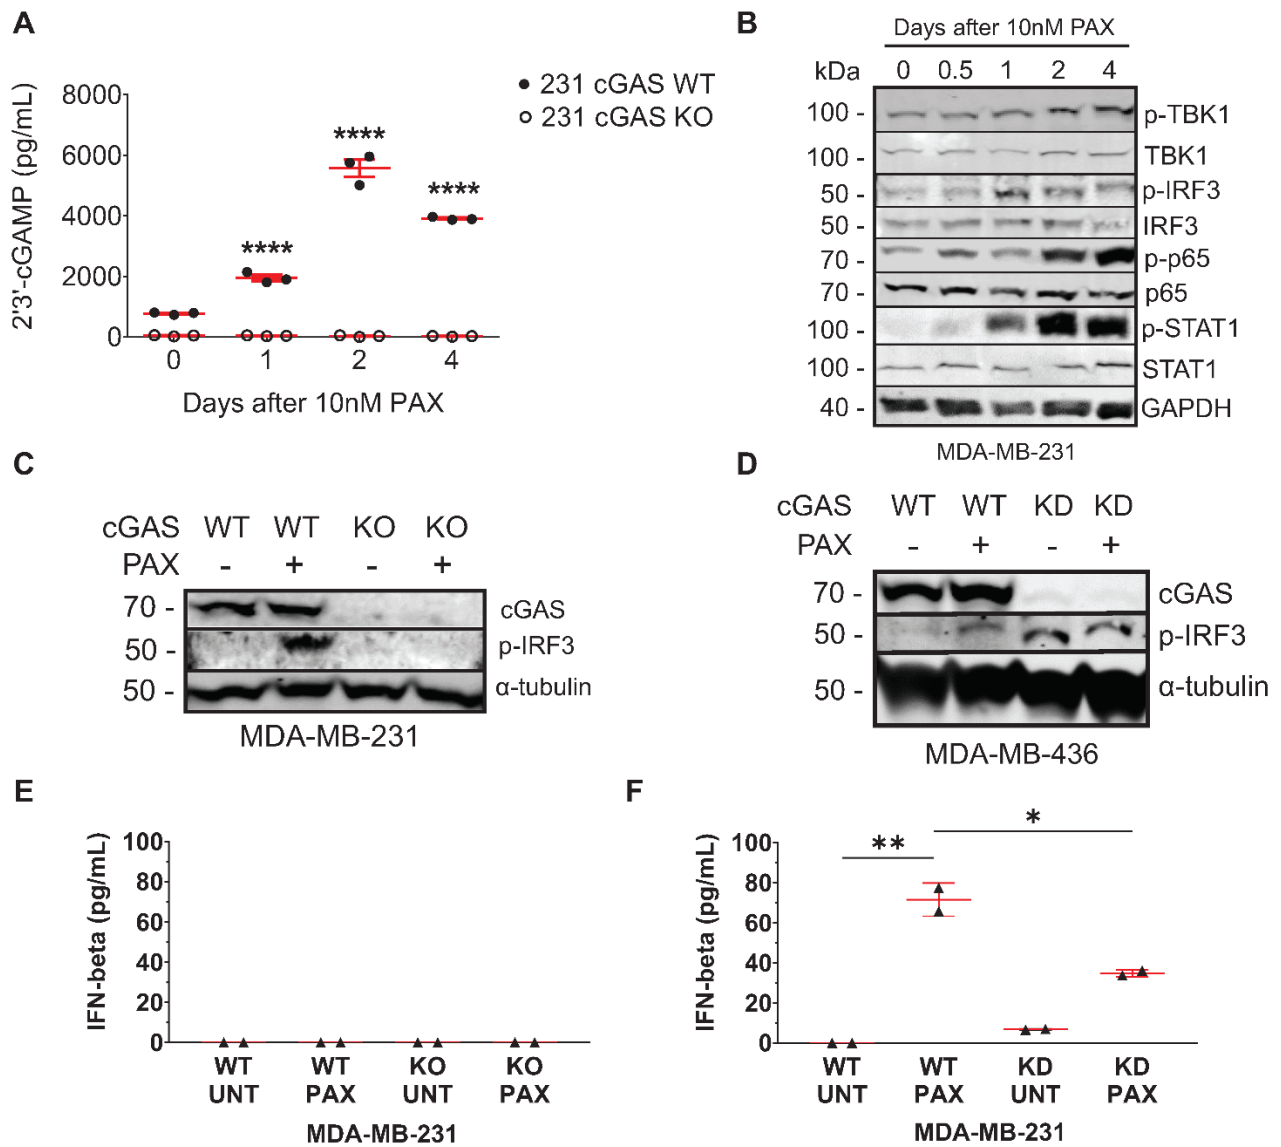 A
2'3'-cGAMP (pg/mL)
8000
6000
4000
2000
0
**** **** ****
0 1 2 4
Days after 10nM PAX
231 cGAS WT
231 cGAS KO
B
Days after 10nM PAX
kDa 0 0.5 1 2 4
100 - p-TBK1
100 - TBK1
50 - p-IRF3
50 - IRF3
70 - p-p65
70 - p65
100 - p-STAT1
100 - STAT1
40 - GAPDH
MDA-MB-231
C
cGAS WT WT KO KO
PAX - + - +
70 - cGAS
50 - p-IRF3
50 - α-tubulin
MDA-MB-231
D
cGAS WT WT KD KD
PAX - + - +
70 - cGAS
50 - p-IRF3
50 - α-tubulin
MDA-MB-436
E
IFN-beta (pg/mL)
100
80
60
40
20
0
WT WT KO KO
UNT PAX UNT PAX
MDA-MB-231
F
IFN-beta (pg/mL)
100
80
60
40
20
0
** *
WT WT KD KD
UNT PAX UNT PAX
MDA-MB-231